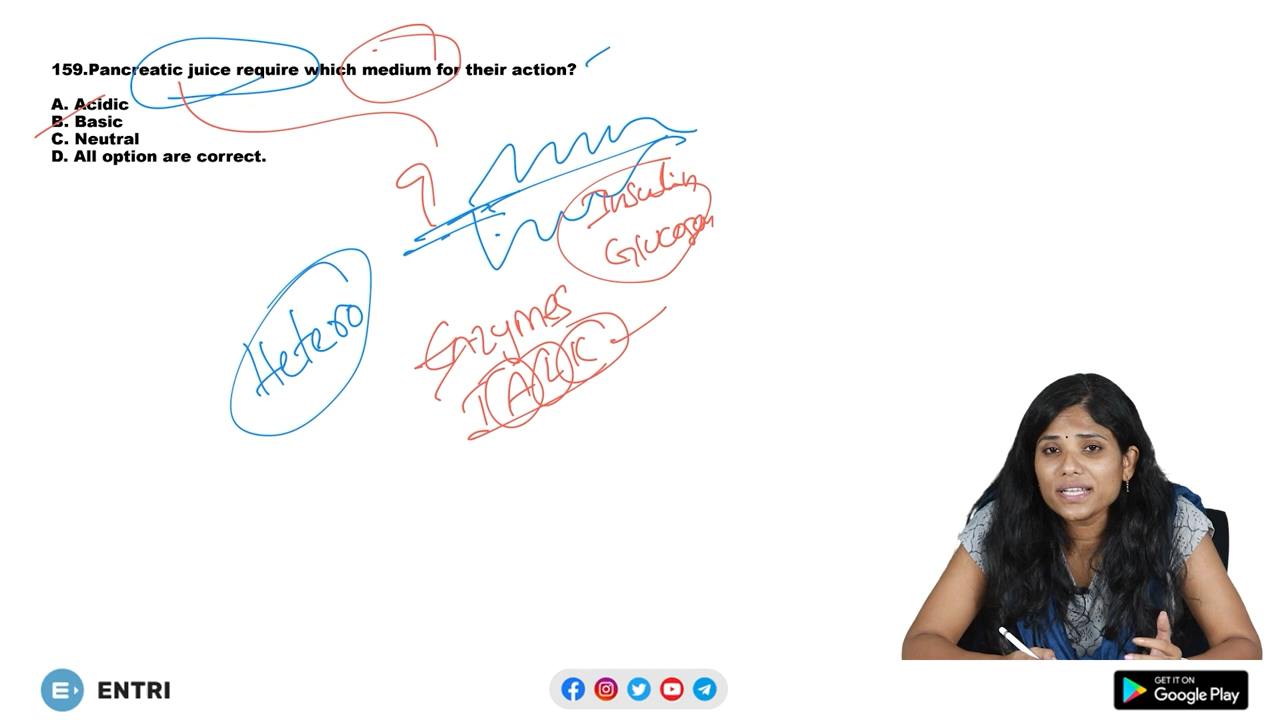 159.Pancreatic juice require which medium for their action?
A. Acidic
B. Basic
C. Neutral
D. All option are correct.
Insulin
Glucagon
Hetero
Enzymes
ENTRI
GET IT ON
Google Play